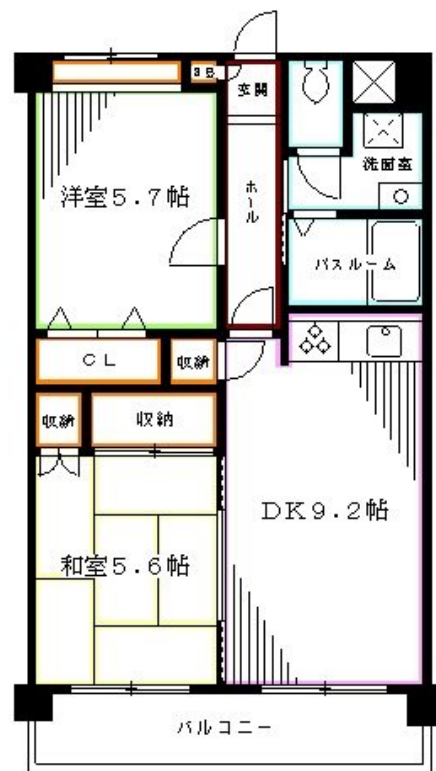 SB
玄関
洗面室
洋室5.7帖
ホール
バスルーム
CL
収納
収納
収納
DK9.2帖
和室5.6帖
バルコニー